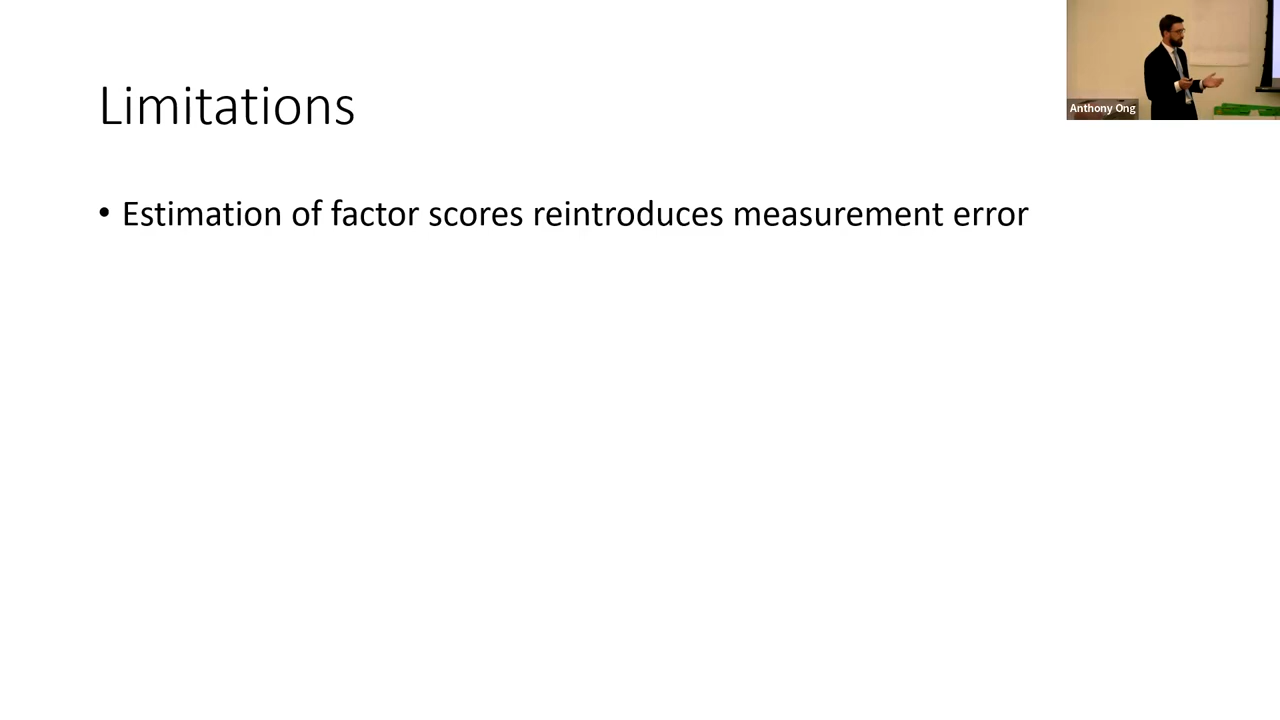 Limitations
• Estimation of factor scores reintroduces measurement error
Anthony Ong